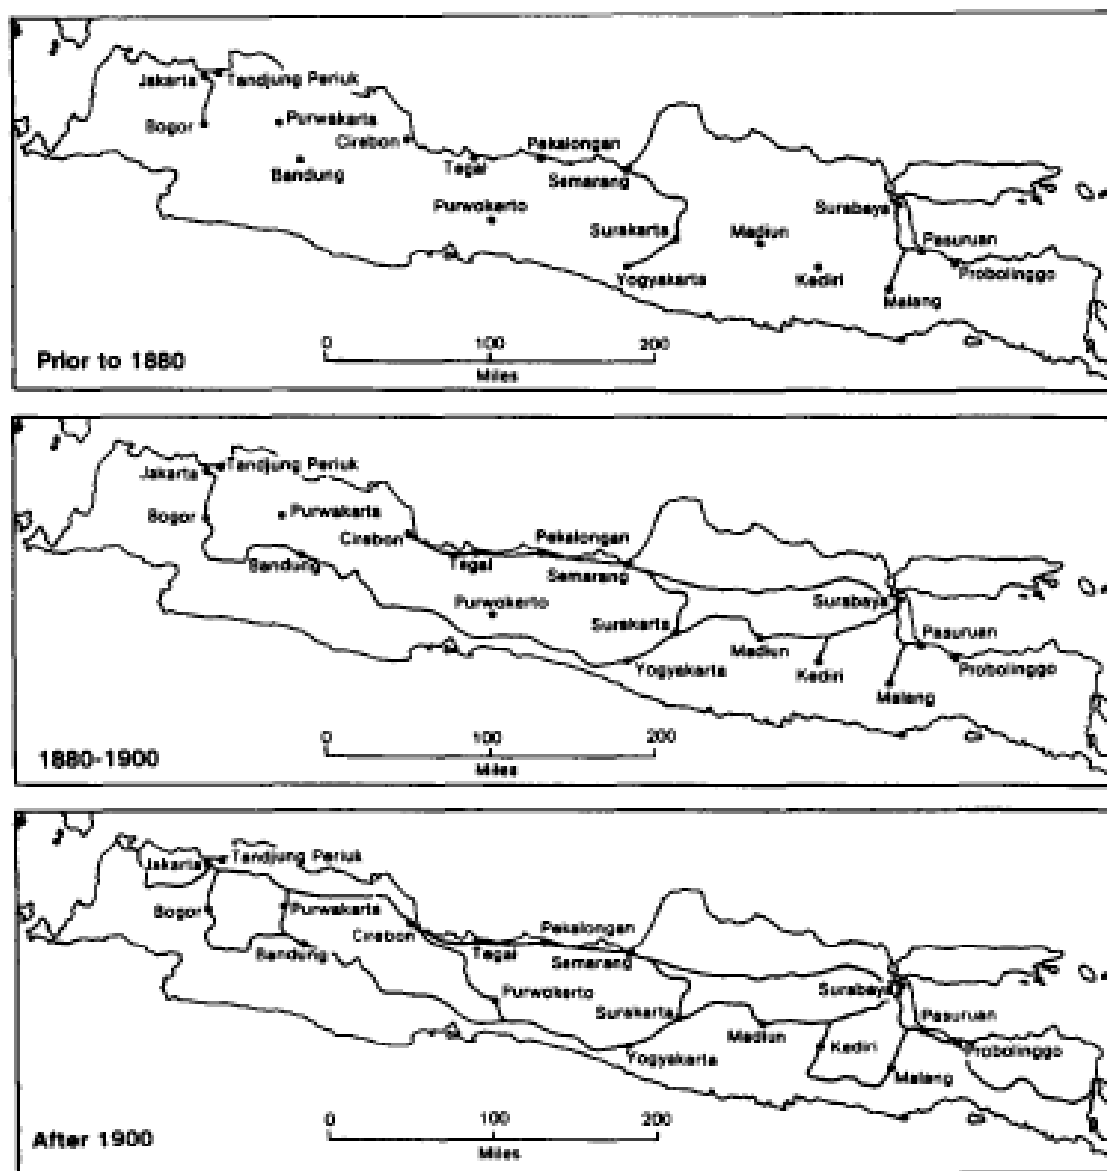 Jakarta
Tandjung Periuk
Bogor
Purwakarta
Cirebon
Bandung
Tegal
Pekalongan
Semarang
Purwokerto
Surakarta
Yogyakarta
Madiun
Kediri
Surabaya
Pasuruan
Probolinggo
Malang
Prior to 1880
0 100 200
Miles
Jakarta
Tandjung Periuk
Bogor
Purwakarta
Cirebon
Bandung
Tegal
Pekalongan
Semarang
Purwokerto
Surakarta
Yogyakarta
Madiun
Kediri
Surabaya
Pasuruan
Probolinggo
Malang
1880-1900
0 100 200
Miles
Jakarta
Tandjung Periuk
Bogor
Purwakarta
Cirebon
Bandung
Tegal
Pekalongan
Semarang
Purwokerto
Surakarta
Yogyakarta
Madiun
Kediri
Surabaya
Pasuruan
Probolinggo
Malang
After 1900
0 100 200
Miles